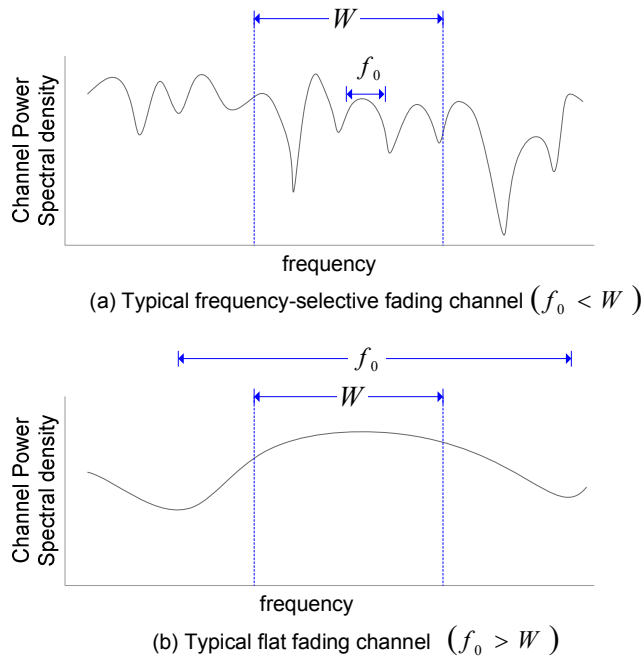 W
f₀
Channel Power
Spectral density
frequency
(a) Typical frequency-selective fading channel (f₀ < W)
f₀
W
Channel Power
Spectral density
frequency
(b) Typical flat fading channel (f₀ > W)